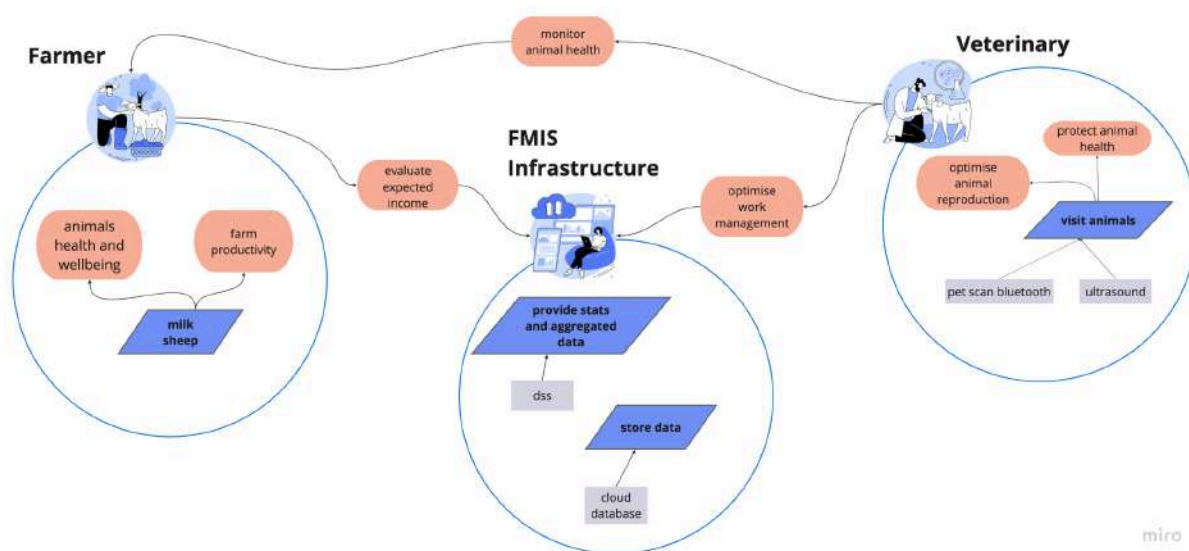 monitor
animal health
Farmer
Veterinary
FMIS
Infrastructure
evaluate
expected
income
optimise
work
management
protect animal
health
optimise
animal
reproduction
visit animals
pet scan bluetooth
ultrasound
animals
health and
wellbeing
farm
productivity
milk
sheep
provide stats
and aggregated
data
dss
store data
cloud
database
miro